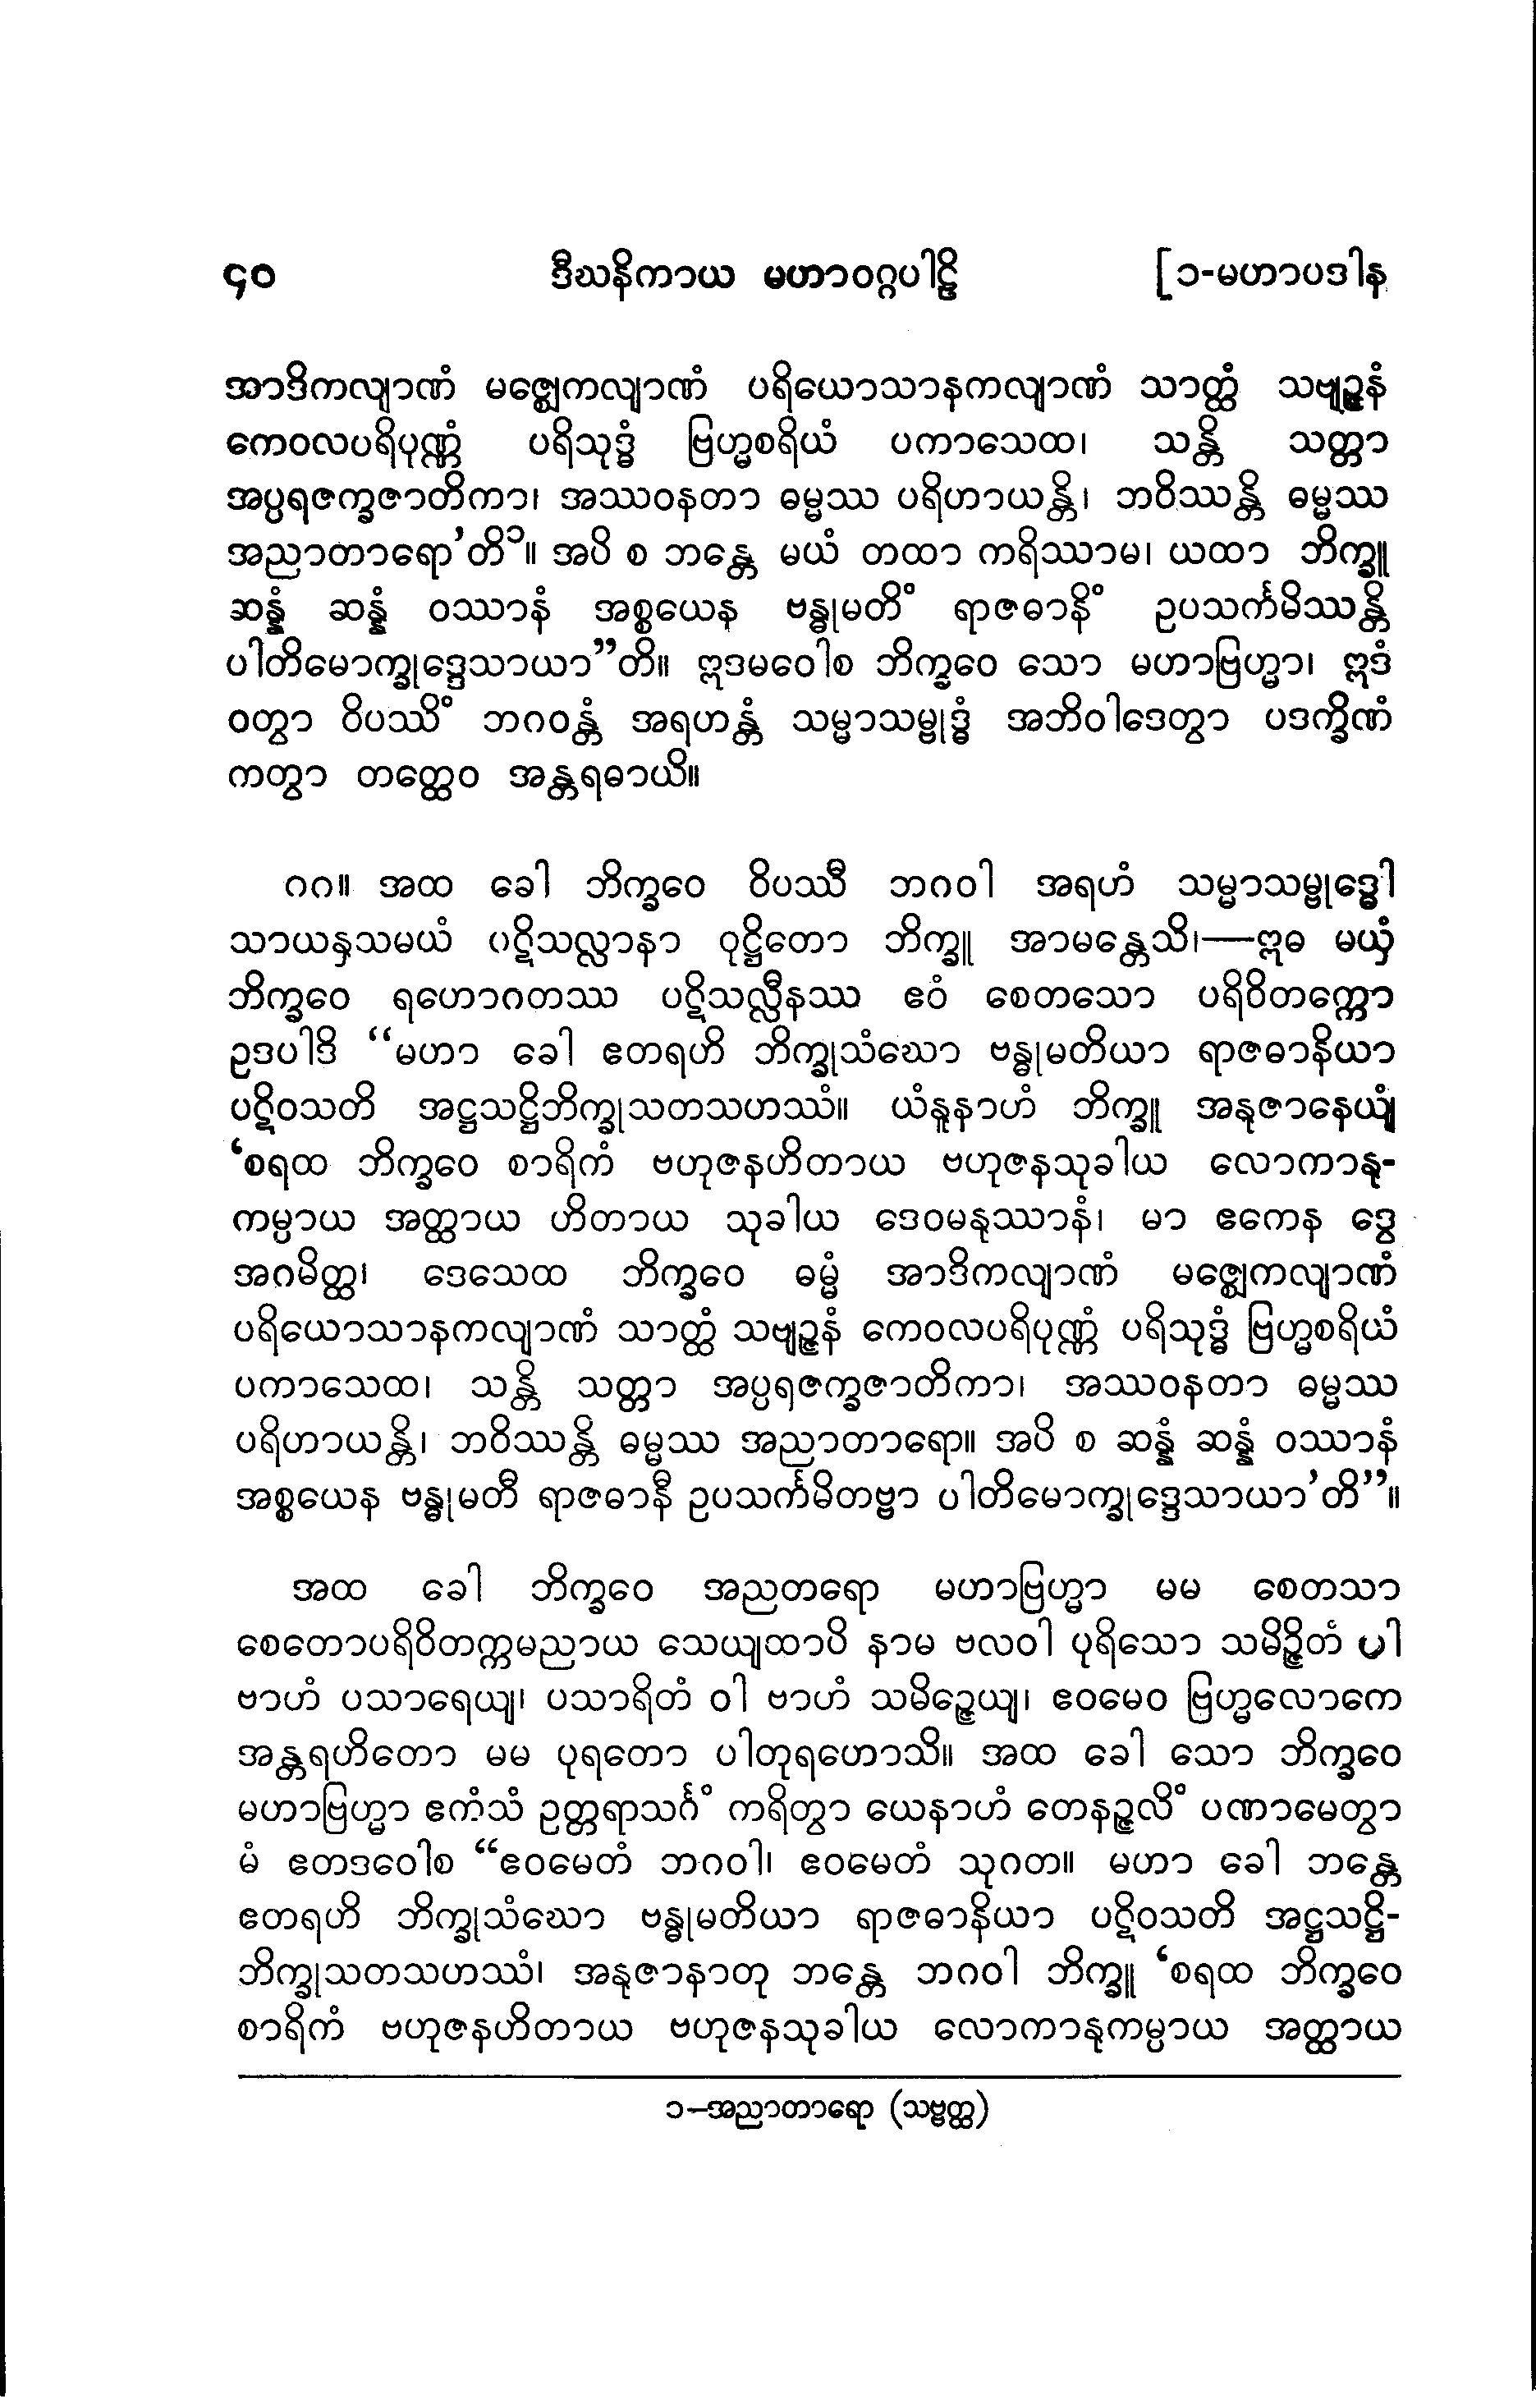 ၄၀ ဒီဃနိကာယ မဟာဝဂ္ဂပါဠိ [၁-မဟာပဒါန
အာဒိကလျာဏံ မဇ္ဈေကလျာဏံ ပရိယောသာနကလျာဏံ သာတ္ထံ သဗျဉ္ဇနံ
ကေဝလပရိပုဏ္ဏံ ပရိသုဒ္ဓံ ဗြဟ္မစရိယံ ပကာသေထ၊ သန္တိ သတ္တာ
အပ္ပရဇက္ခဇာတိကာ၊ အဿဝနတာ ဓမ္မဿ ပရိဟာယန္တိ၊ ဘဝိဿန္တိ ဓမ္မဿ
အညာတာရော’တိ၁။ အပိ စ ဘန္တေ မယံ တထာ ကရိဿာမ၊ ယထာ ဘိက္ခူ
ဆန္နံ ဆန္နံ ဝဿာနံ အစ္စယေန ဗန္ဓုမတိံ ရာဇဓာနိံ ဥပသင်္ကမိဿန္တိ
ပါတိမောက္ခုဒ္ဒေသာယာ”တိ။ ဣဒမဝေါစ ဘိက္ခဝေ သော မဟာဗြဟ္မာ၊ ဣဒံ
ဝတွာ ဝိပဿိံ ဘဂဝန္တံ အရဟန္တံ သမ္မာသမ္ဗုဒ္ဓံ အဘိဝါဒေတွာ ပဒက္ခိဏံ
ကတွာ တတ္ထေဝ အန္တရဓာယိ။
၈၈။ အထ ခေါ ဘိက္ခဝေ ဝိပဿီ ဘဂဝါ အရဟံ သမ္မာသမ္ဗုဒ္ဓေါ
သာယနှသမယံ ပဋိသလ္လာနာ ဝုဋ္ဌိတော ဘိက္ခူ အာမန္တေသိ၊—ဣဓ မယှံ
ဘိက္ခဝေ ရဟောဂတဿ ပဋိသလ္လီနဿ ဧဝံ စေတသော ပရိဝိတက္ကော
ဥဒပါဒိ “မဟာ ခေါ ဧတရဟိ ဘိက္ခုသံဃော ဗန္ဓုမတိယာ ရာဇဓာနိယာ
ပဋိဝသတိ အဋ္ဌသဋ္ဌိဘိက္ခုသတသဟဿံ။ ယံနူနာဟံ ဘိက္ခူ အနုဇာနေယျံ
‘စရထ ဘိက္ခဝေ စာရိကံ ဗဟုဇနဟိတာယ ဗဟုဇနသုခါယ လောကာနု-
ကမ္ပာယ အတ္ထာယ ဟိတာယ သုခါယ ဒေဝမနုဿာနံ၊ မာ ဧကေန ဒွေ
အဂမိတ္ထ၊ ဒေသေထ ဘိက္ခဝေ ဓမ္မံ အာဒိကလျာဏံ မဇ္ဈေကလျာဏံ
ပရိယောသာနကလျာဏံ သာတ္ထံ သဗျဉ္ဇနံ ကေဝလပရိပုဏ္ဏံ ပရိသုဒ္ဓံ ဗြဟ္မစရိယံ
ပကာသေထ၊ သန္တိ သတ္တာ အပ္ပရဇက္ခဇာတိကာ၊ အဿဝနတာ ဓမ္မဿ
ပရိဟာယန္တိ၊ ဘဝိဿန္တိ ဓမ္မဿ အညာတာရော။ အပိ စ ဆန္နံ ဆန္နံ ဝဿာနံ
အစ္စယေန ဗန္ဓုမတီ ရာဇဓာနီ ဥပသင်္ကမိတဗ္ဗာ ပါတိမောက္ခုဒ္ဒေသာယာ’တိ”။
အထ ခေါ ဘိက္ခဝေ အညတရော မဟာဗြဟ္မာ မမ စေတသာ
စေတောပရိဝိတက္ကမညာယ သေယျထာပိ နာမ ဗလဝါ ပုရိသော သမိဉ္ဇိတံ ဝါ
ဗာဟံ ပသာရေယျ၊ ပသာရိတံ ဝါ ဗာဟံ သမိဉ္ဇေယျ၊ ဧဝမေဝ ဗြဟ္မလောကေ
အန္တရဟိတော မမ ပုရတော ပါတုရဟောသိ။ အထ ခေါ သော ဘိက္ခဝေ
မဟာဗြဟ္မာ ဧကံသံ ဥတ္တရာသင်္ဂံ ကရိတွာ ယေနာဟံ တေနဉ္ဇလိံ ပဏာမေတွာ
မံ ဧတဒဝေါစ “ဧဝမေတံ ဘဂဝါ၊ ဧဝမေတံ သုဂတ။ မဟာ ခေါ ဘန္တေ
ဧတရဟိ ဘိက္ခုသံဃော ဗန္ဓုမတိယာ ရာဇဓာနိယာ ပဋိဝသတိ အဋ္ဌသဋ္ဌိ-
ဘိက္ခုသတသဟဿံ၊ အနုဇာနာတု ဘန္တေ ဘဂဝါ ဘိက္ခူ ‘စရထ ဘိက္ခဝေ
စာရိကံ ဗဟုဇနဟိတာယ ဗဟုဇနသုခါယ လောကာနုကမ္ပာယ အတ္ထာယ
၁–အညာတာရော (သဗ္ဗတ္ထ)